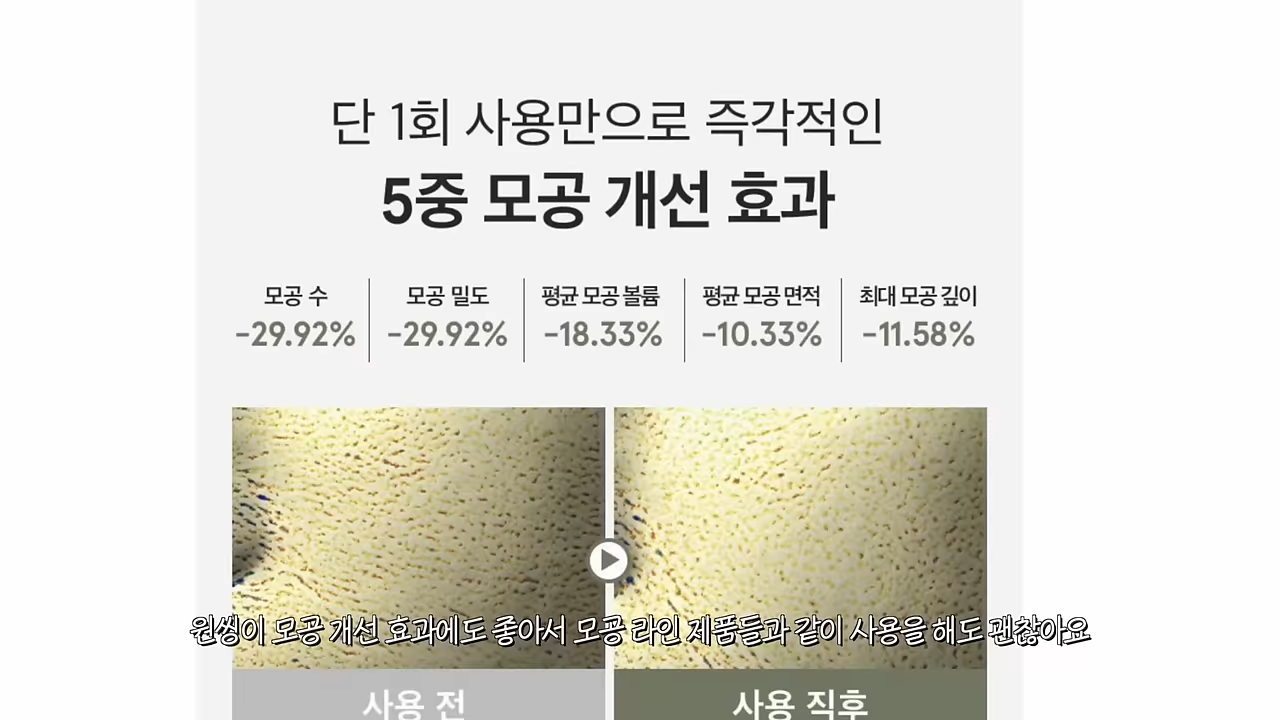 단 1회 사용만으로 즉각적인
5중 모공 개선 효과
모공 수
-29.92%
모공 밀도
-29.92%
평균 모공 볼륨
-18.33%
평균 모공 면적
-10.33%
최대 모공 깊이
-11.58%
원씽이 모공 개선 효과에도 좋아서 모공 라인 제품들과 같이 사용을 해도 괜찮아요
사용 전
사용 직후